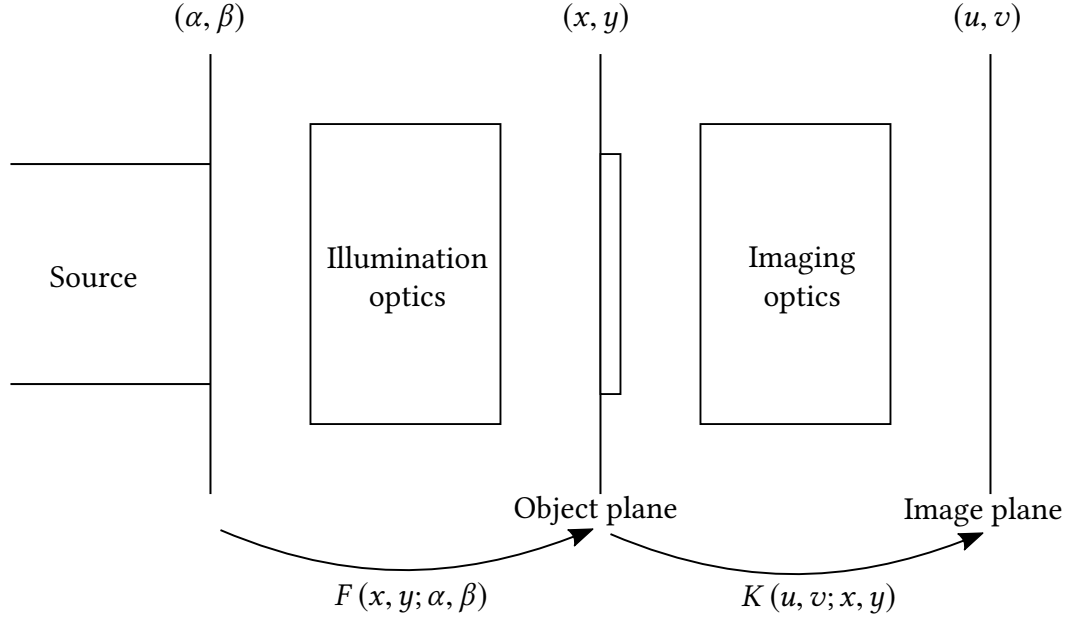 (α, β)
(x, y)
(u, v)
Source
Illumination
optics
Imaging
optics
Object plane
Image plane
F (x, y; α, β)
K (u, v; x, y)